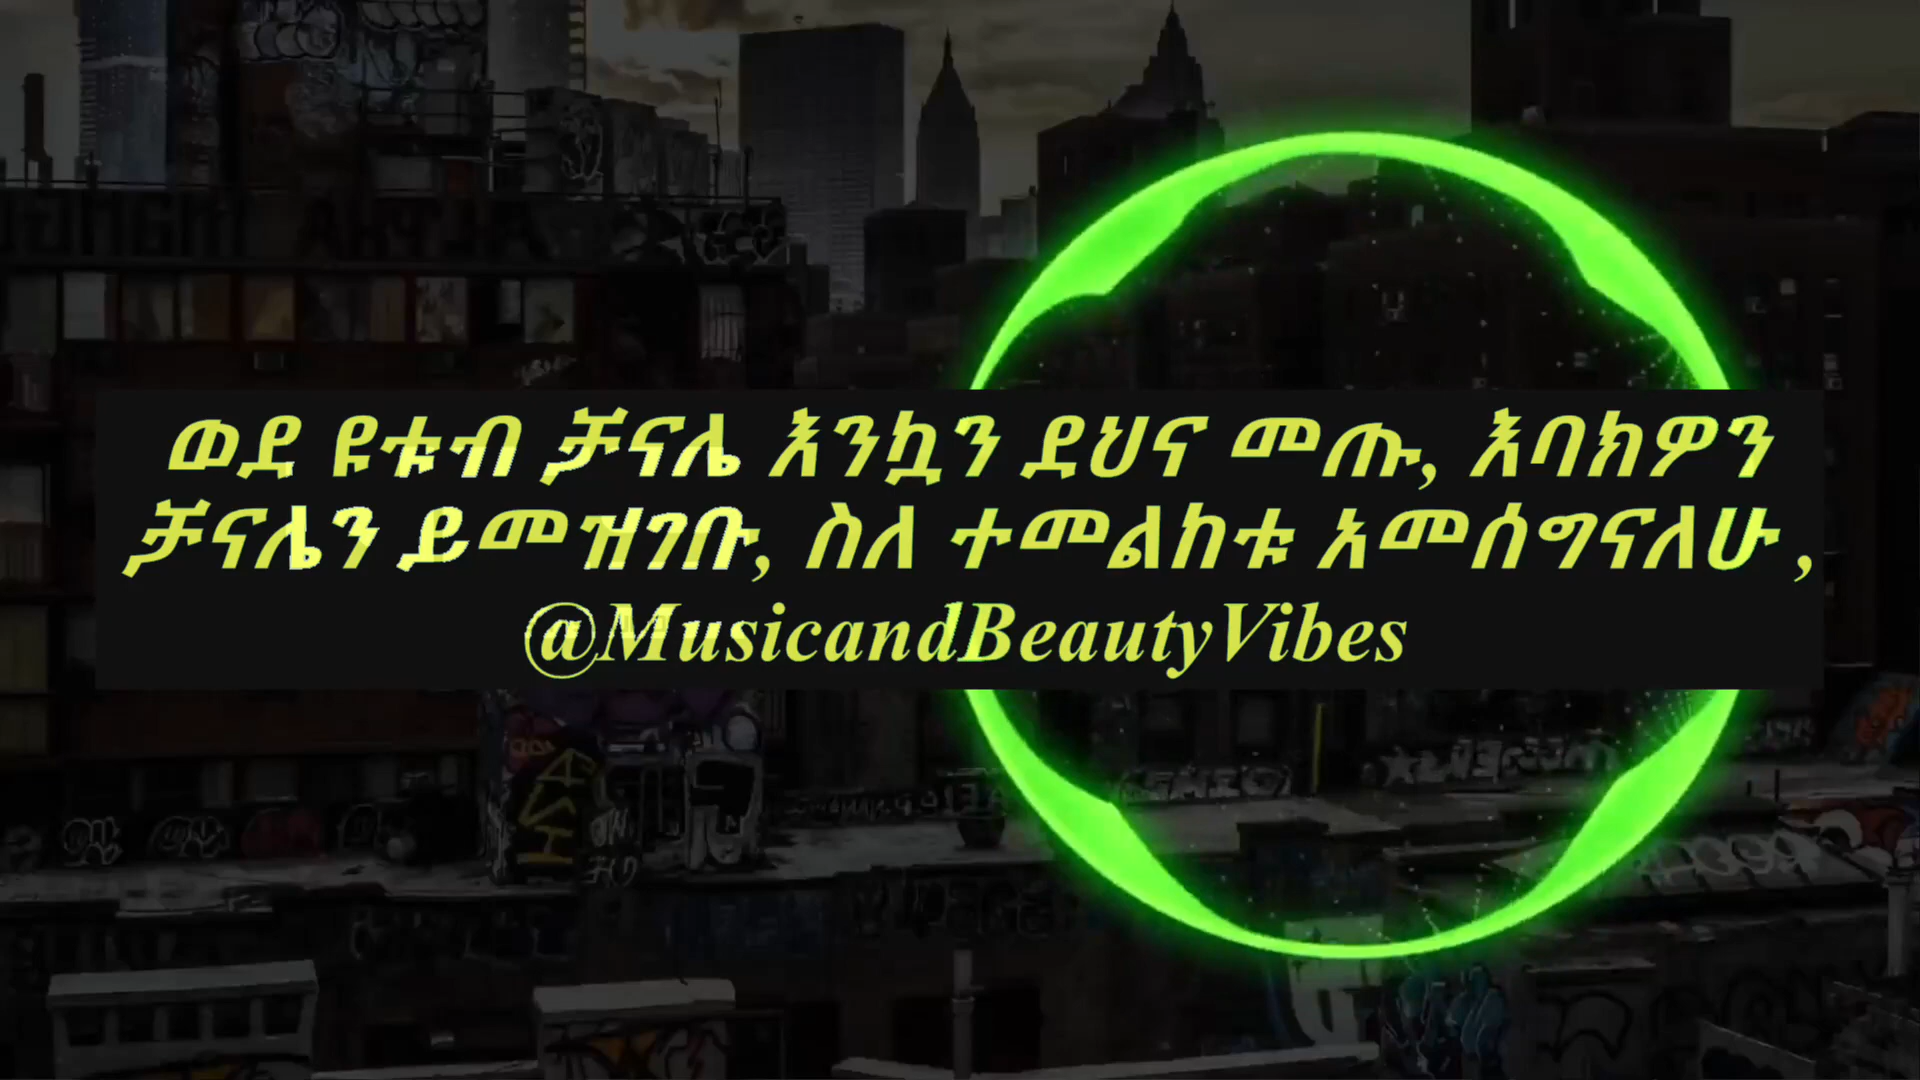 ወደ ዩቱብ ቻናሌ እንኳን ደህና መጡ, እባክዎን
ቻናሌን ይመዝገቡ, ስለ ተመልከቱ አመሰግናለሁ ,
@MusicandBeautyVibes